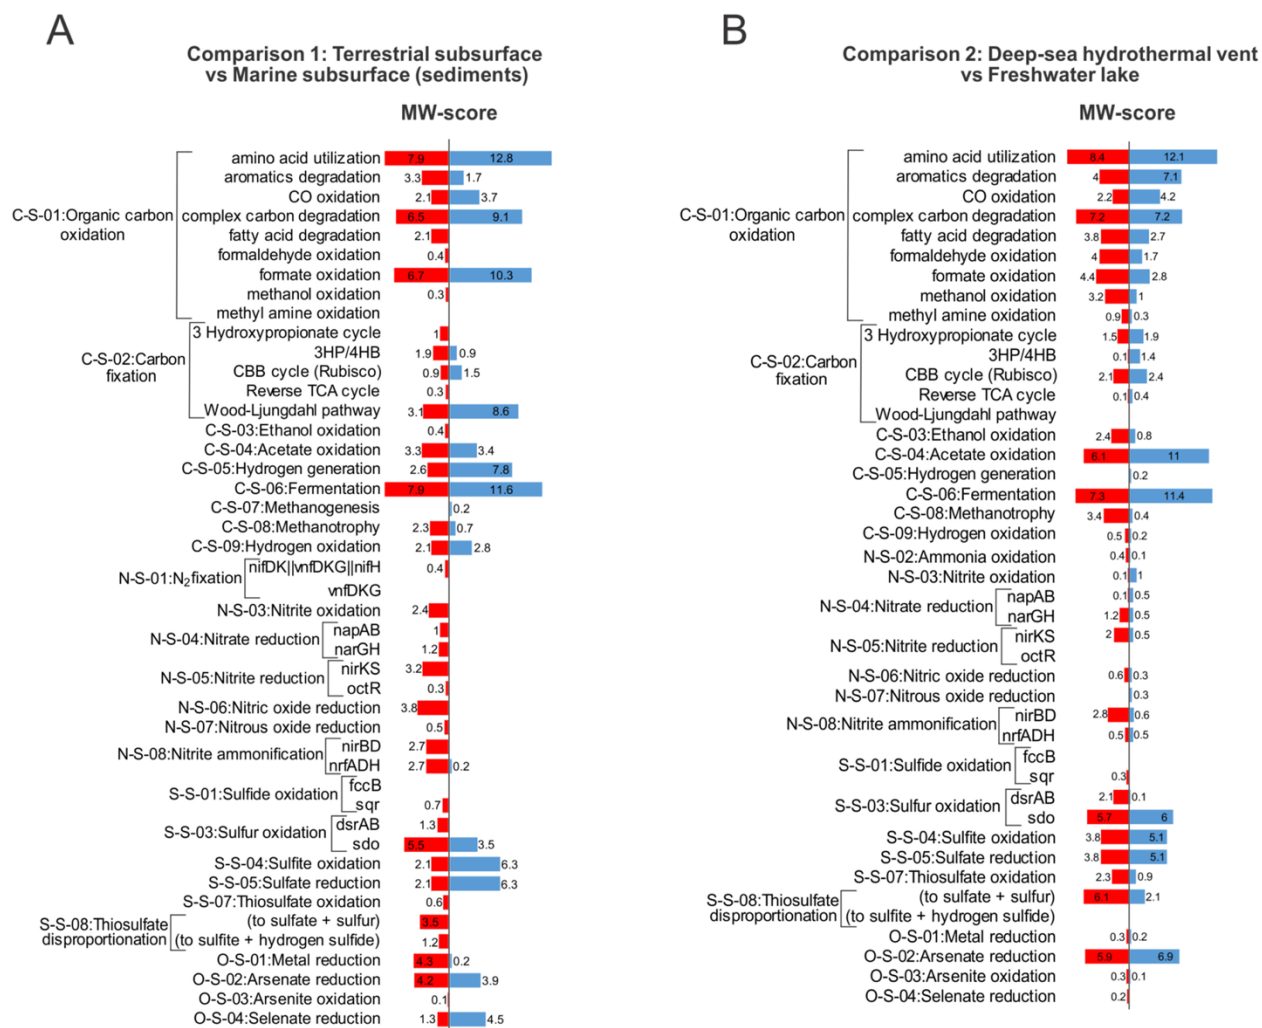 A
Comparison 1: Terrestrial subsurface
vs Marine subsurface (sediments)
MW-score
C-S-01:Organic carbon
oxidation
amino acid utilization 7.9 12.8
aromatics degradation 3.3 1.7
CO oxidation 2.1 3.7
complex carbon degradation 6.5 9.1
fatty acid degradation 2.1
formaldehyde oxidation 0.4
formate oxidation 6.7 10.3
methanol oxidation 0.3
methyl amine oxidation
C-S-02:Carbon
fixation
3 Hydroxypropionate cycle 1
3HP/4HB 1.9 0.9
CBB cycle (Rubisco) 0.9 1.5
Reverse TCA cycle 0.3
Wood-Ljungdahl pathway 3.1 8.6
C-S-03:Ethanol oxidation 0.4
C-S-04:Acetate oxidation 3.3 3.4
C-S-05:Hydrogen generation 2.6 7.8
C-S-06:Fermentation 7.9 11.6
C-S-07:Methanogenesis 0.2
C-S-08:Methanotrophy 2.3 0.7
C-S-09:Hydrogen oxidation 2.1 2.8
N-S-01:N2fixation
nifDK||vnfDKG||nifH 0.4
vnfDKG
N-S-03:Nitrite oxidation 2.4
N-S-04:Nitrate reduction
napAB 1
narGH 1.2
N-S-05:Nitrite reduction
nirKS 3.2
octR 0.3
N-S-06:Nitric oxide reduction 3.8
N-S-07:Nitrous oxide reduction 0.5
N-S-08:Nitrite ammonification
nirBD 2.7
nrfADH 2.7 0.2
S-S-01:Sulfide oxidation
fccB
sqr 0.7
S-S-03:Sulfur oxidation
dsrAB 1.3
sdo 5.5 3.5
S-S-04:Sulfite oxidation 2.1 6.3
S-S-05:Sulfate reduction 2.1 6.3
S-S-07:Thiosulfate oxidation 0.6
S-S-08:Thiosulfate
disproportionation
(to sulfate + sulfur) 3.5
(to sulfite + hydrogen sulfide) 1.2
O-S-01:Metal reduction 4.3 0.2
O-S-02:Arsenate reduction 4.2 3.9
O-S-03:Arsenite oxidation 0.1
O-S-04:Selenate reduction 1.3 4.5
B
Comparison 2: Deep-sea hydrothermal vent
vs Freshwater lake
MW-score
C-S-01:Organic carbon
oxidation
amino acid utilization 8.4 12.1
aromatics degradation 4 7.1
CO oxidation 2.2 4.2
complex carbon degradation 7.2 7.2
fatty acid degradation 3.8 2.7
formaldehyde oxidation 4 1.7
formate oxidation 4.4 2.8
methanol oxidation 3.2 1
methyl amine oxidation 0.9 0.3
C-S-02:Carbon
fixation
3 Hydroxypropionate cycle 1.5 1.9
3HP/4HB 0.1 1.4
CBB cycle (Rubisco) 2.1 2.4
Reverse TCA cycle 0.1 0.4
Wood-Ljungdahl pathway
C-S-03:Ethanol oxidation 2.4 0.8
C-S-04:Acetate oxidation 6.1 11
C-S-05:Hydrogen generation 0.2
C-S-06:Fermentation 7.3 11.4
C-S-08:Methanotrophy 3.4 0.4
C-S-09:Hydrogen oxidation 0.5 0.2
N-S-02:Ammonia oxidation 0.4 0.1
N-S-03:Nitrite oxidation 0.1 1
N-S-04:Nitrate reduction
napAB 0.1 0.5
narGH 1.2 0.5
N-S-05:Nitrite reduction
nirKS 2 0.5
octR
N-S-06:Nitric oxide reduction 0.6 0.3
N-S-07:Nitrous oxide reduction 0.3
N-S-08:Nitrite ammonification
nirBD 2.8 0.6
nrfADH 0.5 0.5
S-S-01:Sulfide oxidation
fccB
sqr 0.3
S-S-03:Sulfur oxidation
dsrAB 2.1 0.1
sdo 5.7 6
S-S-04:Sulfite oxidation 3.8 5.1
S-S-05:Sulfate reduction 3.8 5.1
S-S-07:Thiosulfate oxidation 2.3 0.9
S-S-08:Thiosulfate
disproportionation
(to sulfate + sulfur) 6.1 2.1
(to sulfite + hydrogen sulfide)
O-S-01:Metal reduction 0.3 0.2
O-S-02:Arsenate reduction 5.9 6.9
O-S-03:Arsenite oxidation 0.3 0.1
O-S-04:Selenate reduction 0.2